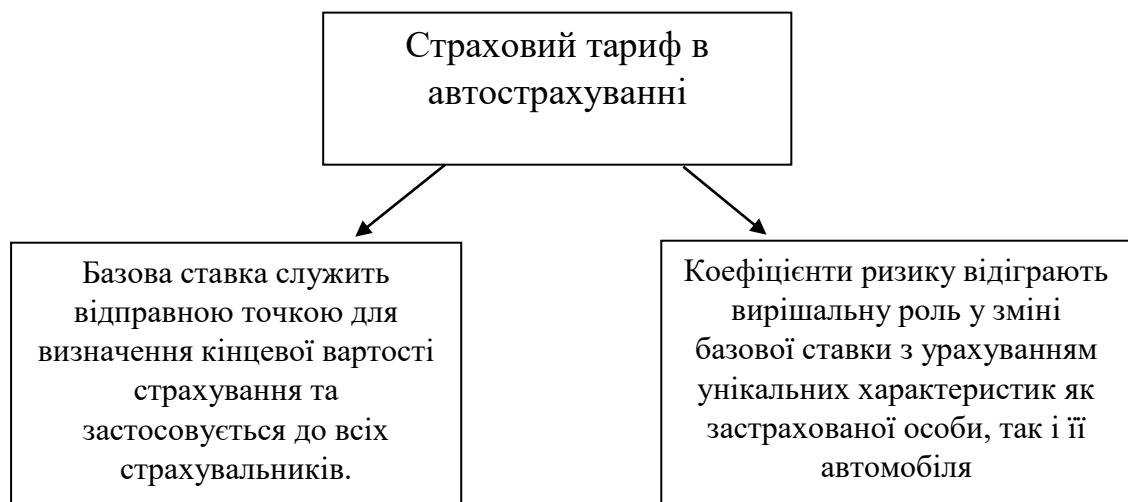 Страховий тариф в
автострахуванні
Базова ставка служить
відправною точкою для
визначення кінцевої вартості
страхування та
застосовується до всіх
страхувальників.
Коефіцієнти ризику відіграють
вирішальну роль у зміні
базової ставки з урахуванням
унікальних характеристик як
застрахованої особи, так і її
автомобіля